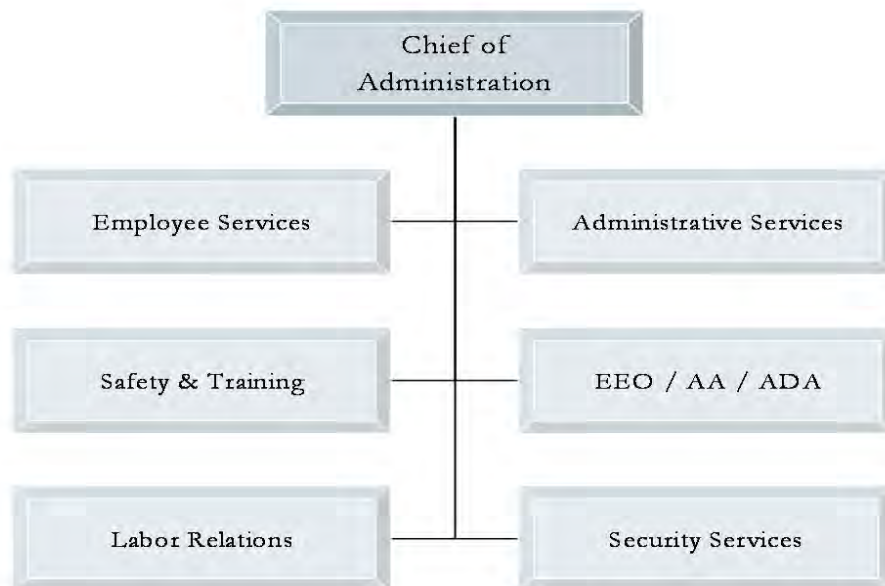 Chief of
Administration
Employee Services
Administrative Services
Safety & Training
EEO / AA / ADA
Labor Relations
Security Services